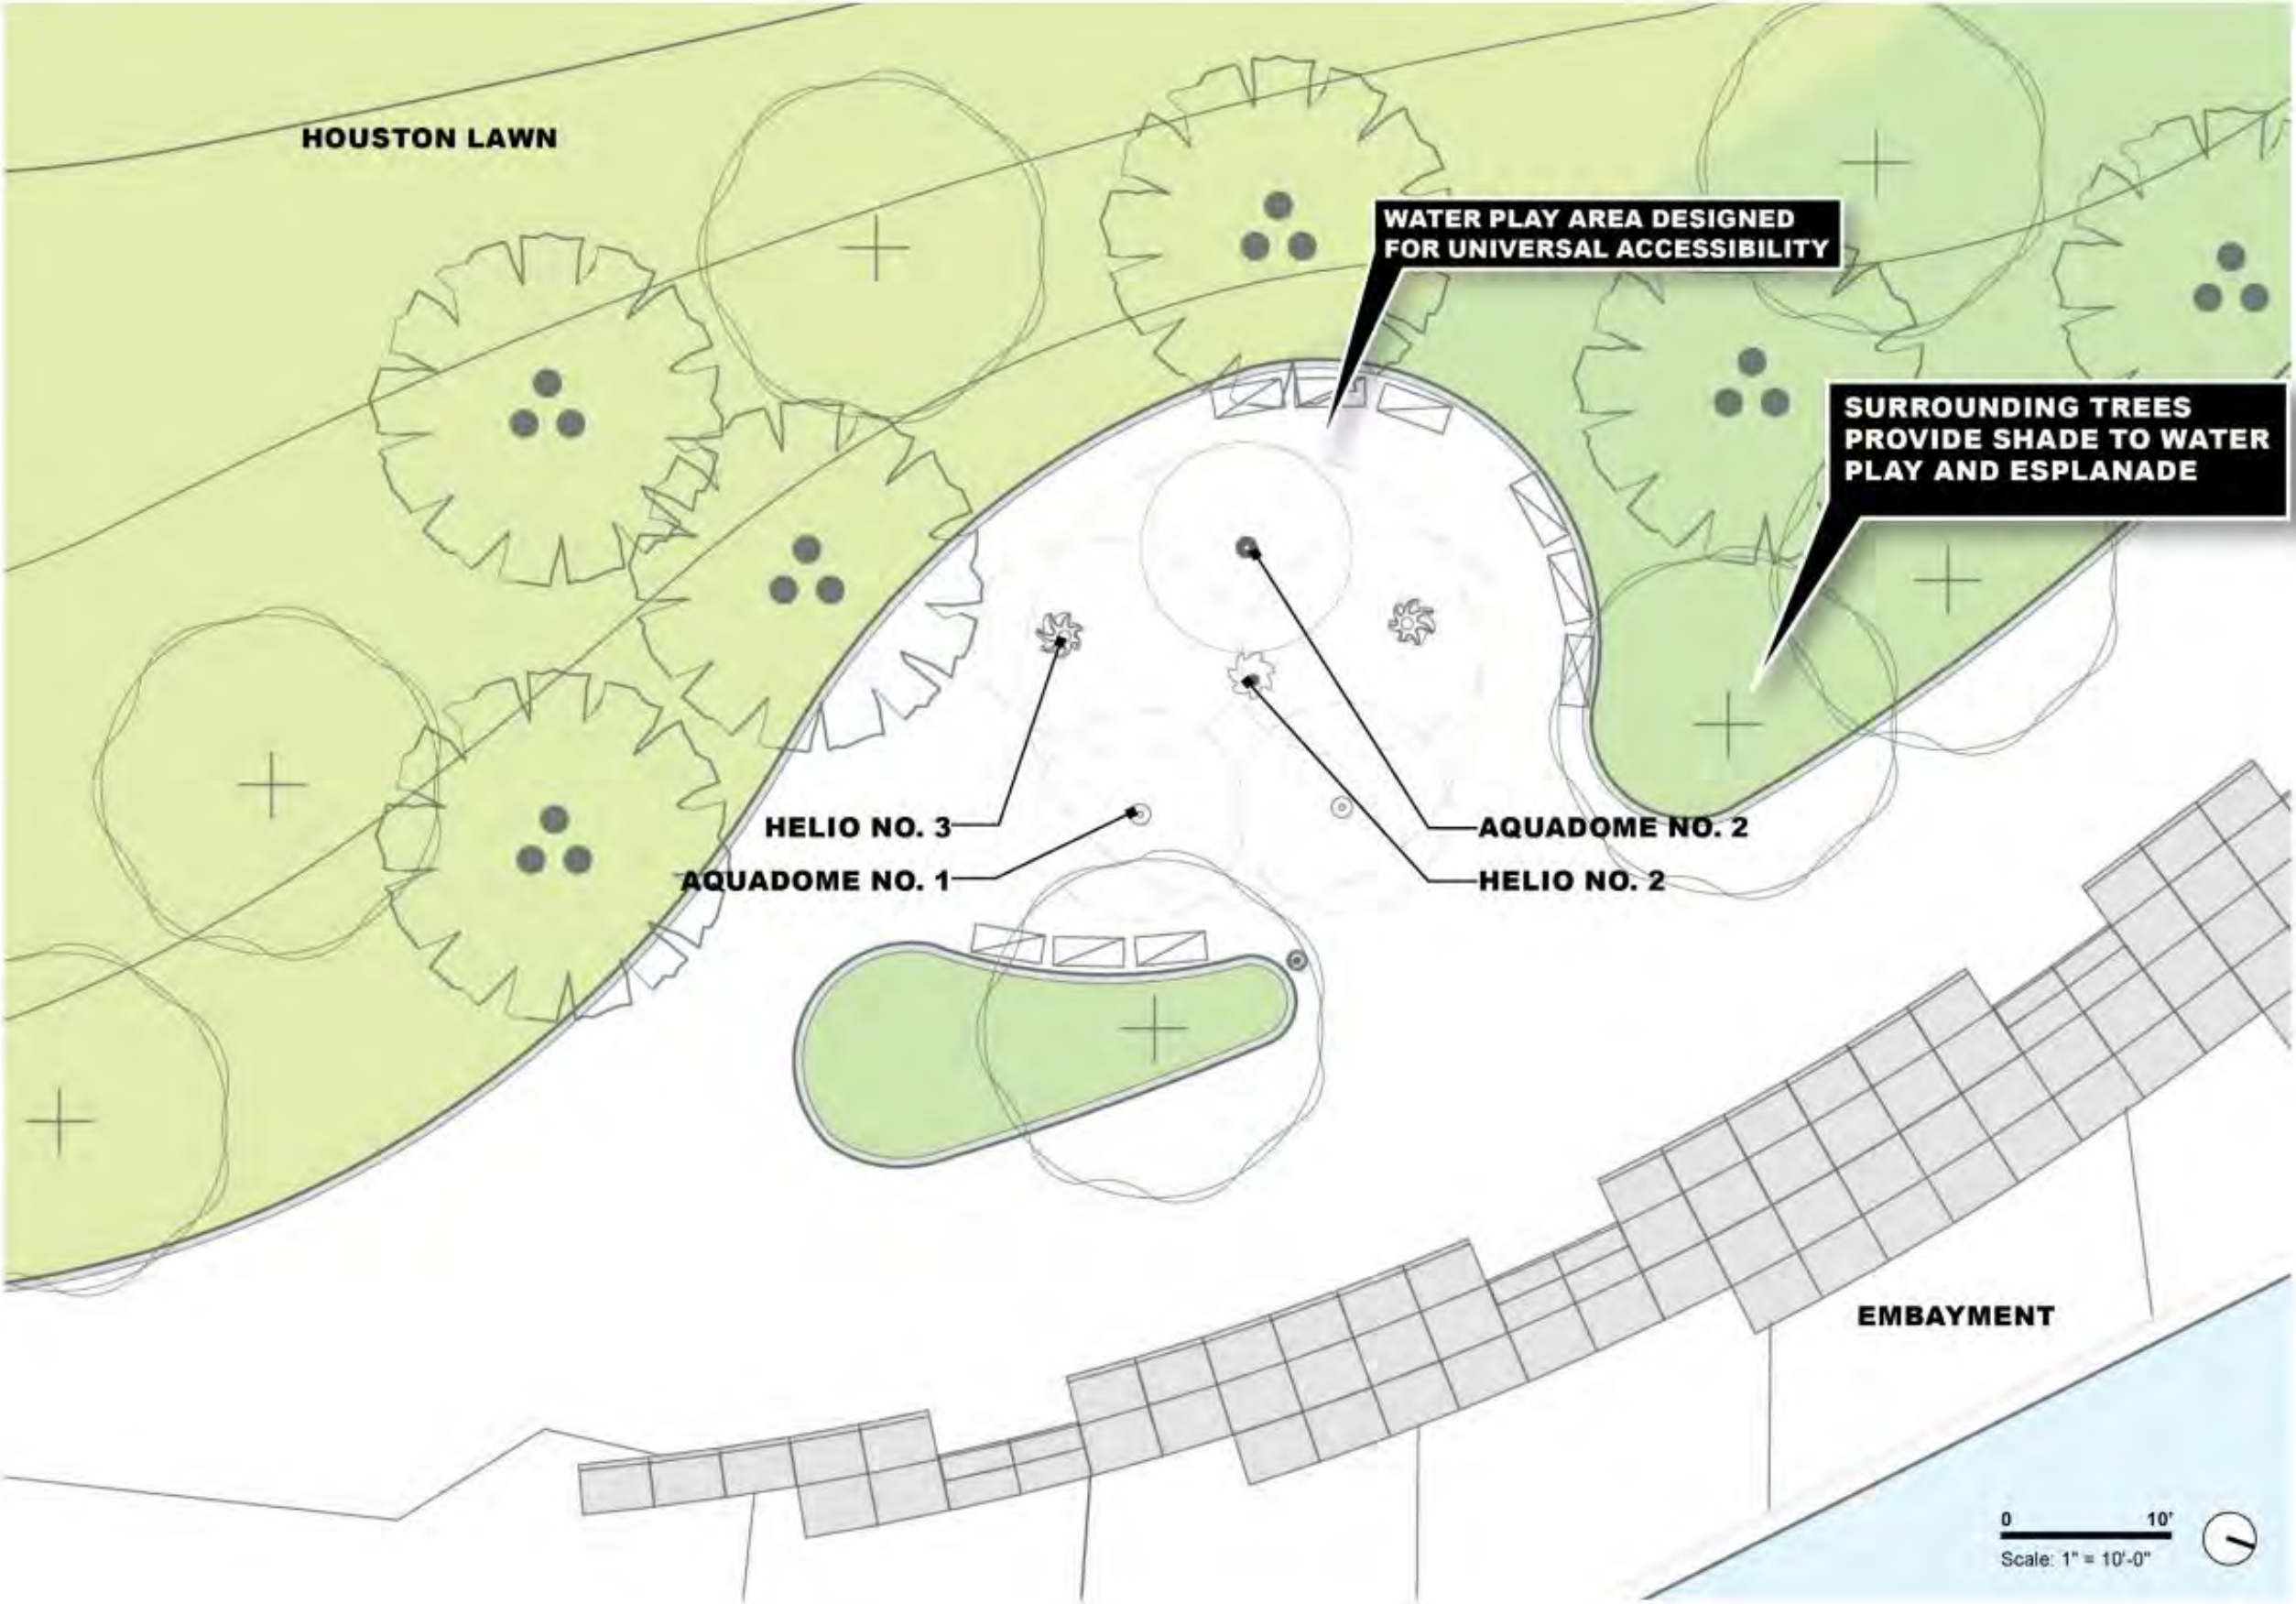 HOUSTON LAWN
WATER PLAY AREA DESIGNED
FOR UNIVERSAL ACCESSIBILITY
SURROUNDING TREES
PROVIDE SHADE TO WATER
PLAY AND ESPLANADE
HELIO NO. 3
AQUADOME NO. 2
AQUADOME NO. 1
HELIO NO. 2
EMBAYMENT
0 10'
Scale: 1" = 10'-0"